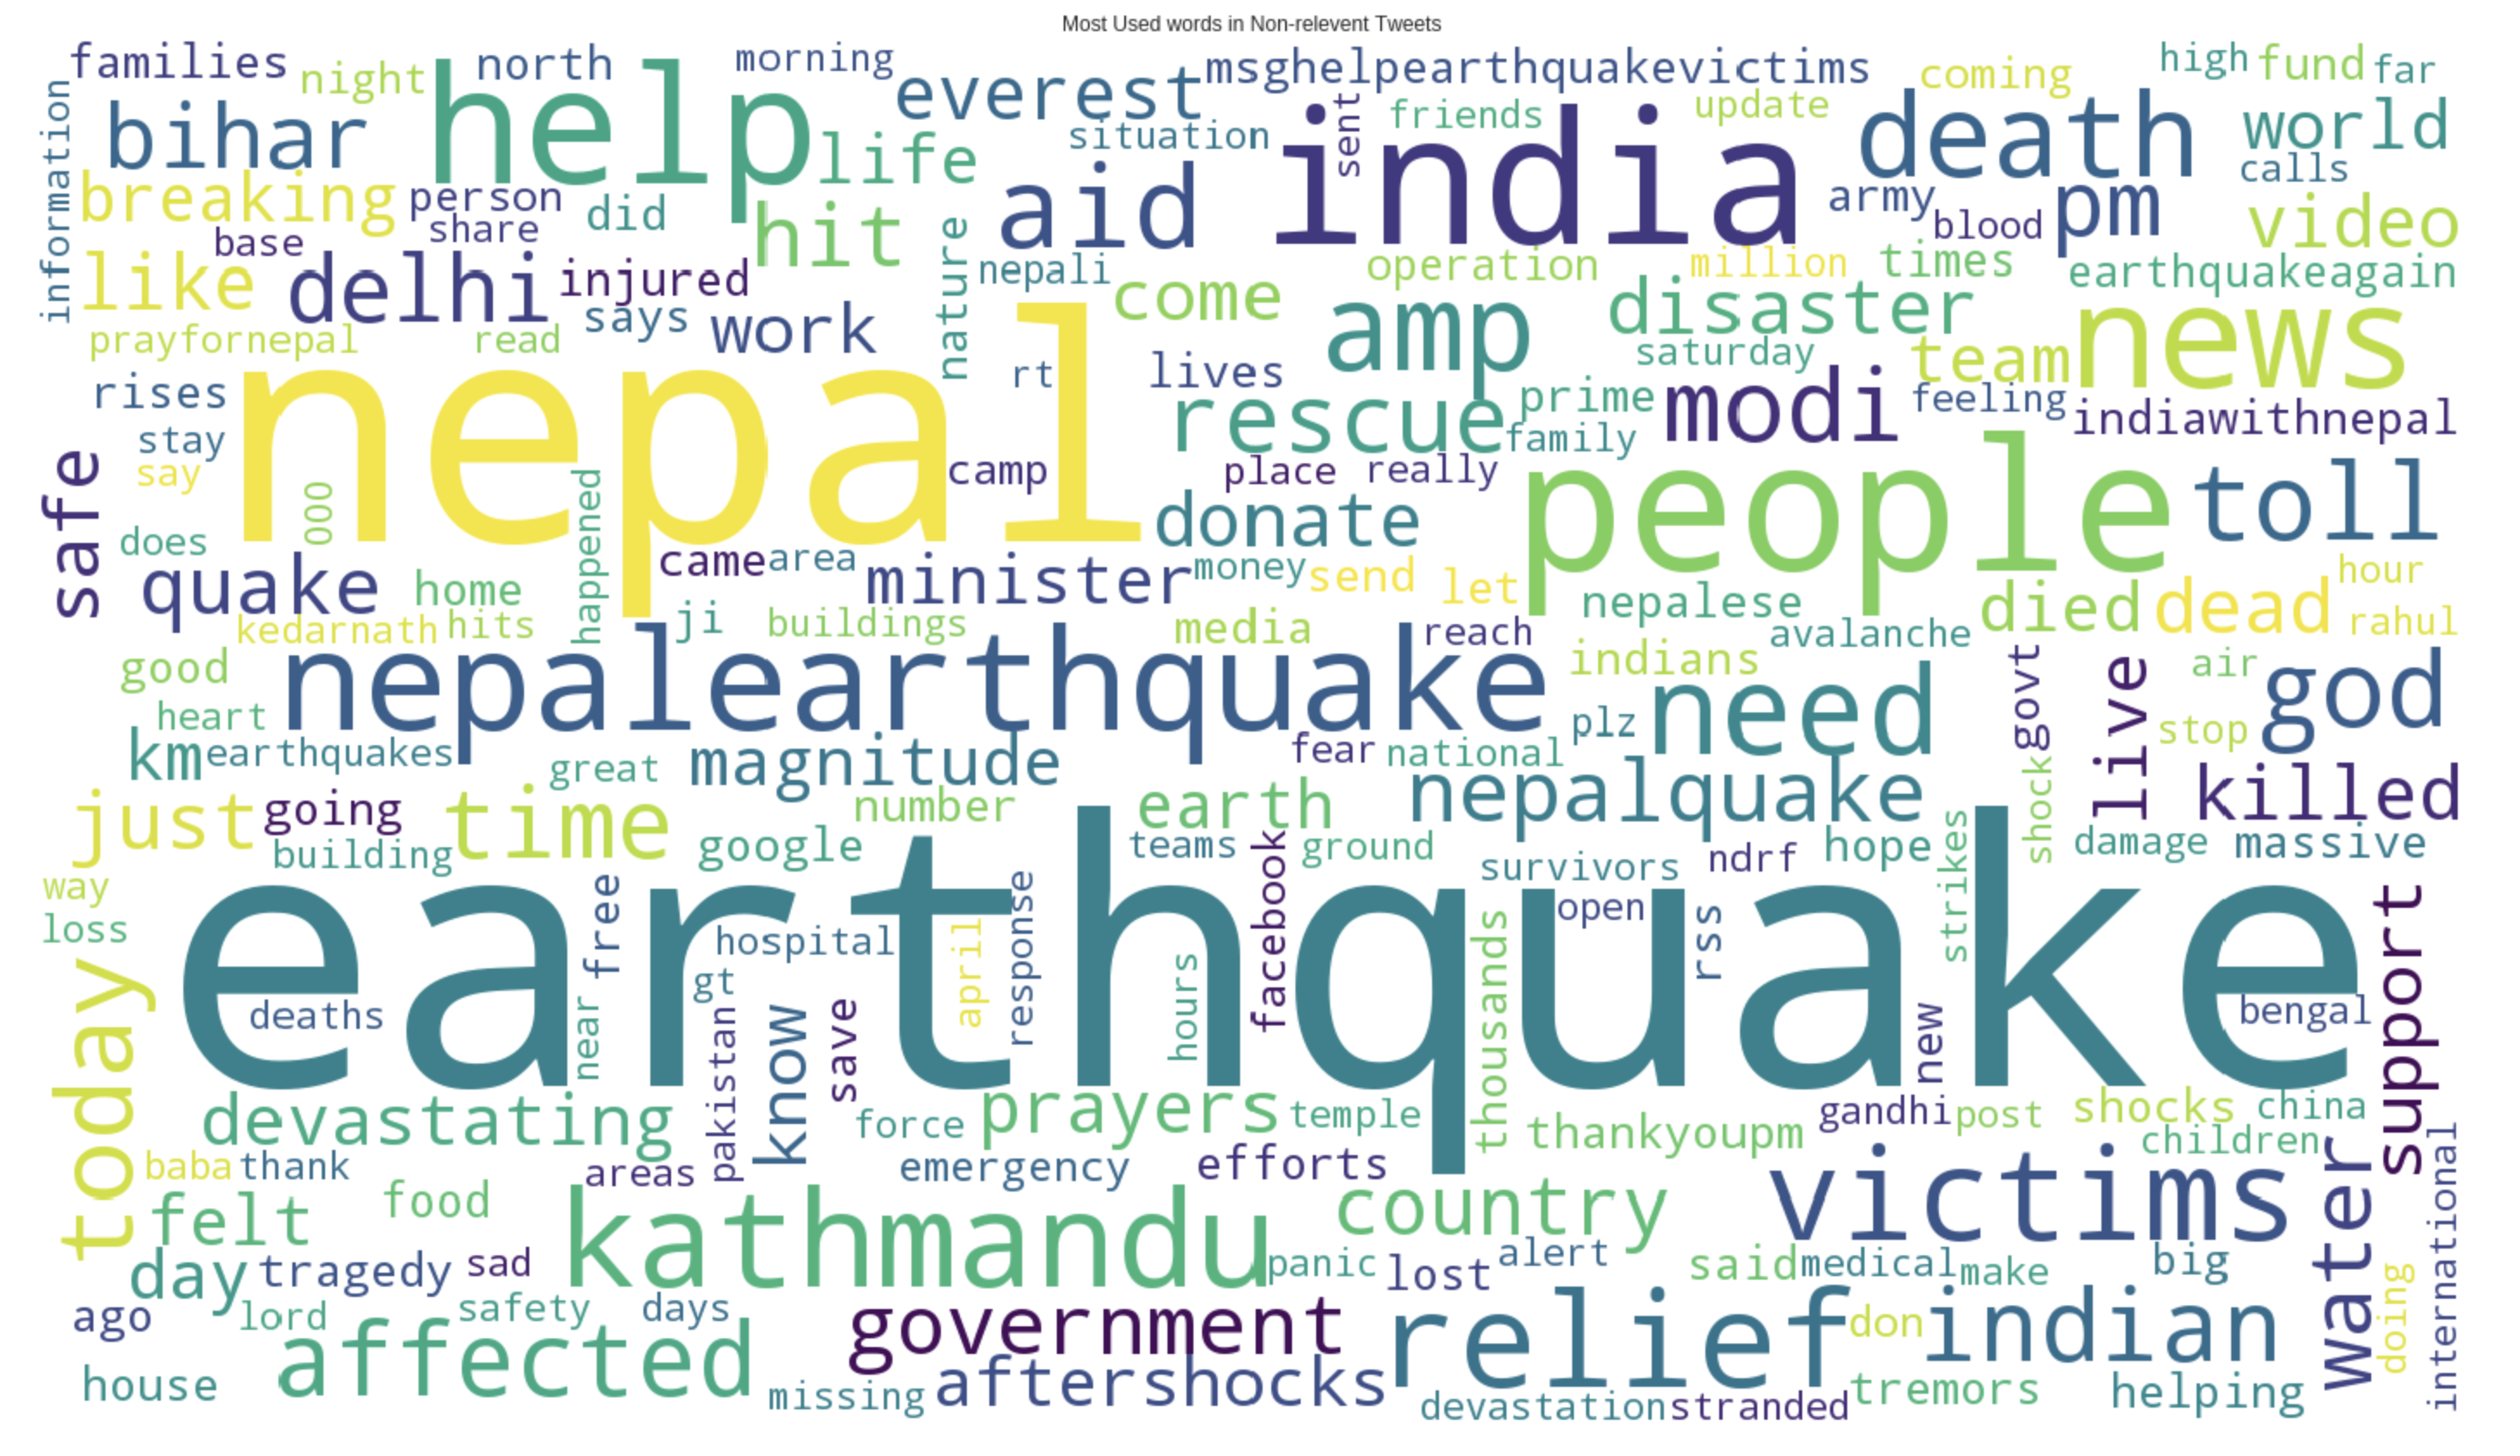 Most Used words in Non-relevent Tweets
families night north morning everest msghelpearthquakevictims coming high fund far
information bihar help life situation sent friends update death world calls
breaking person share did hit aid india army blood pm video
base like delhi injured nature nepali operation million times earthquakeagain
prayfornepal read says work come amp disaster news
rises nepal rt lives saturday team
rescue prime modi feeling indiawithnepal
stay say safe 000 happened camp place really family people toll
does donate
quake home came area minister money send let nepalese died dead hour
kedarnath hits ji buildings media reach avalanche rahul
good nepalearthquake indians need govt live air god
heart plz stop
km earthquakes great magnitude fear national nepalquake shock killed
just going time number earth
building google teams ground facebook survivors ndrf hope strikes damage massive
way loss earthquake free hospital april response thousands open rss support
today deaths near gt pakistan know save hours new bengal
devastating force prayers temple thankyoupm gandhi post shocks china
baba thank areas emergency efforts children
felt food kathmandu country victims water international
day tragedy sad panic lost alert said medical make big doing
ago lord safety days government relief don indian
house affected missing aftershocks devastation stranded tremors helping